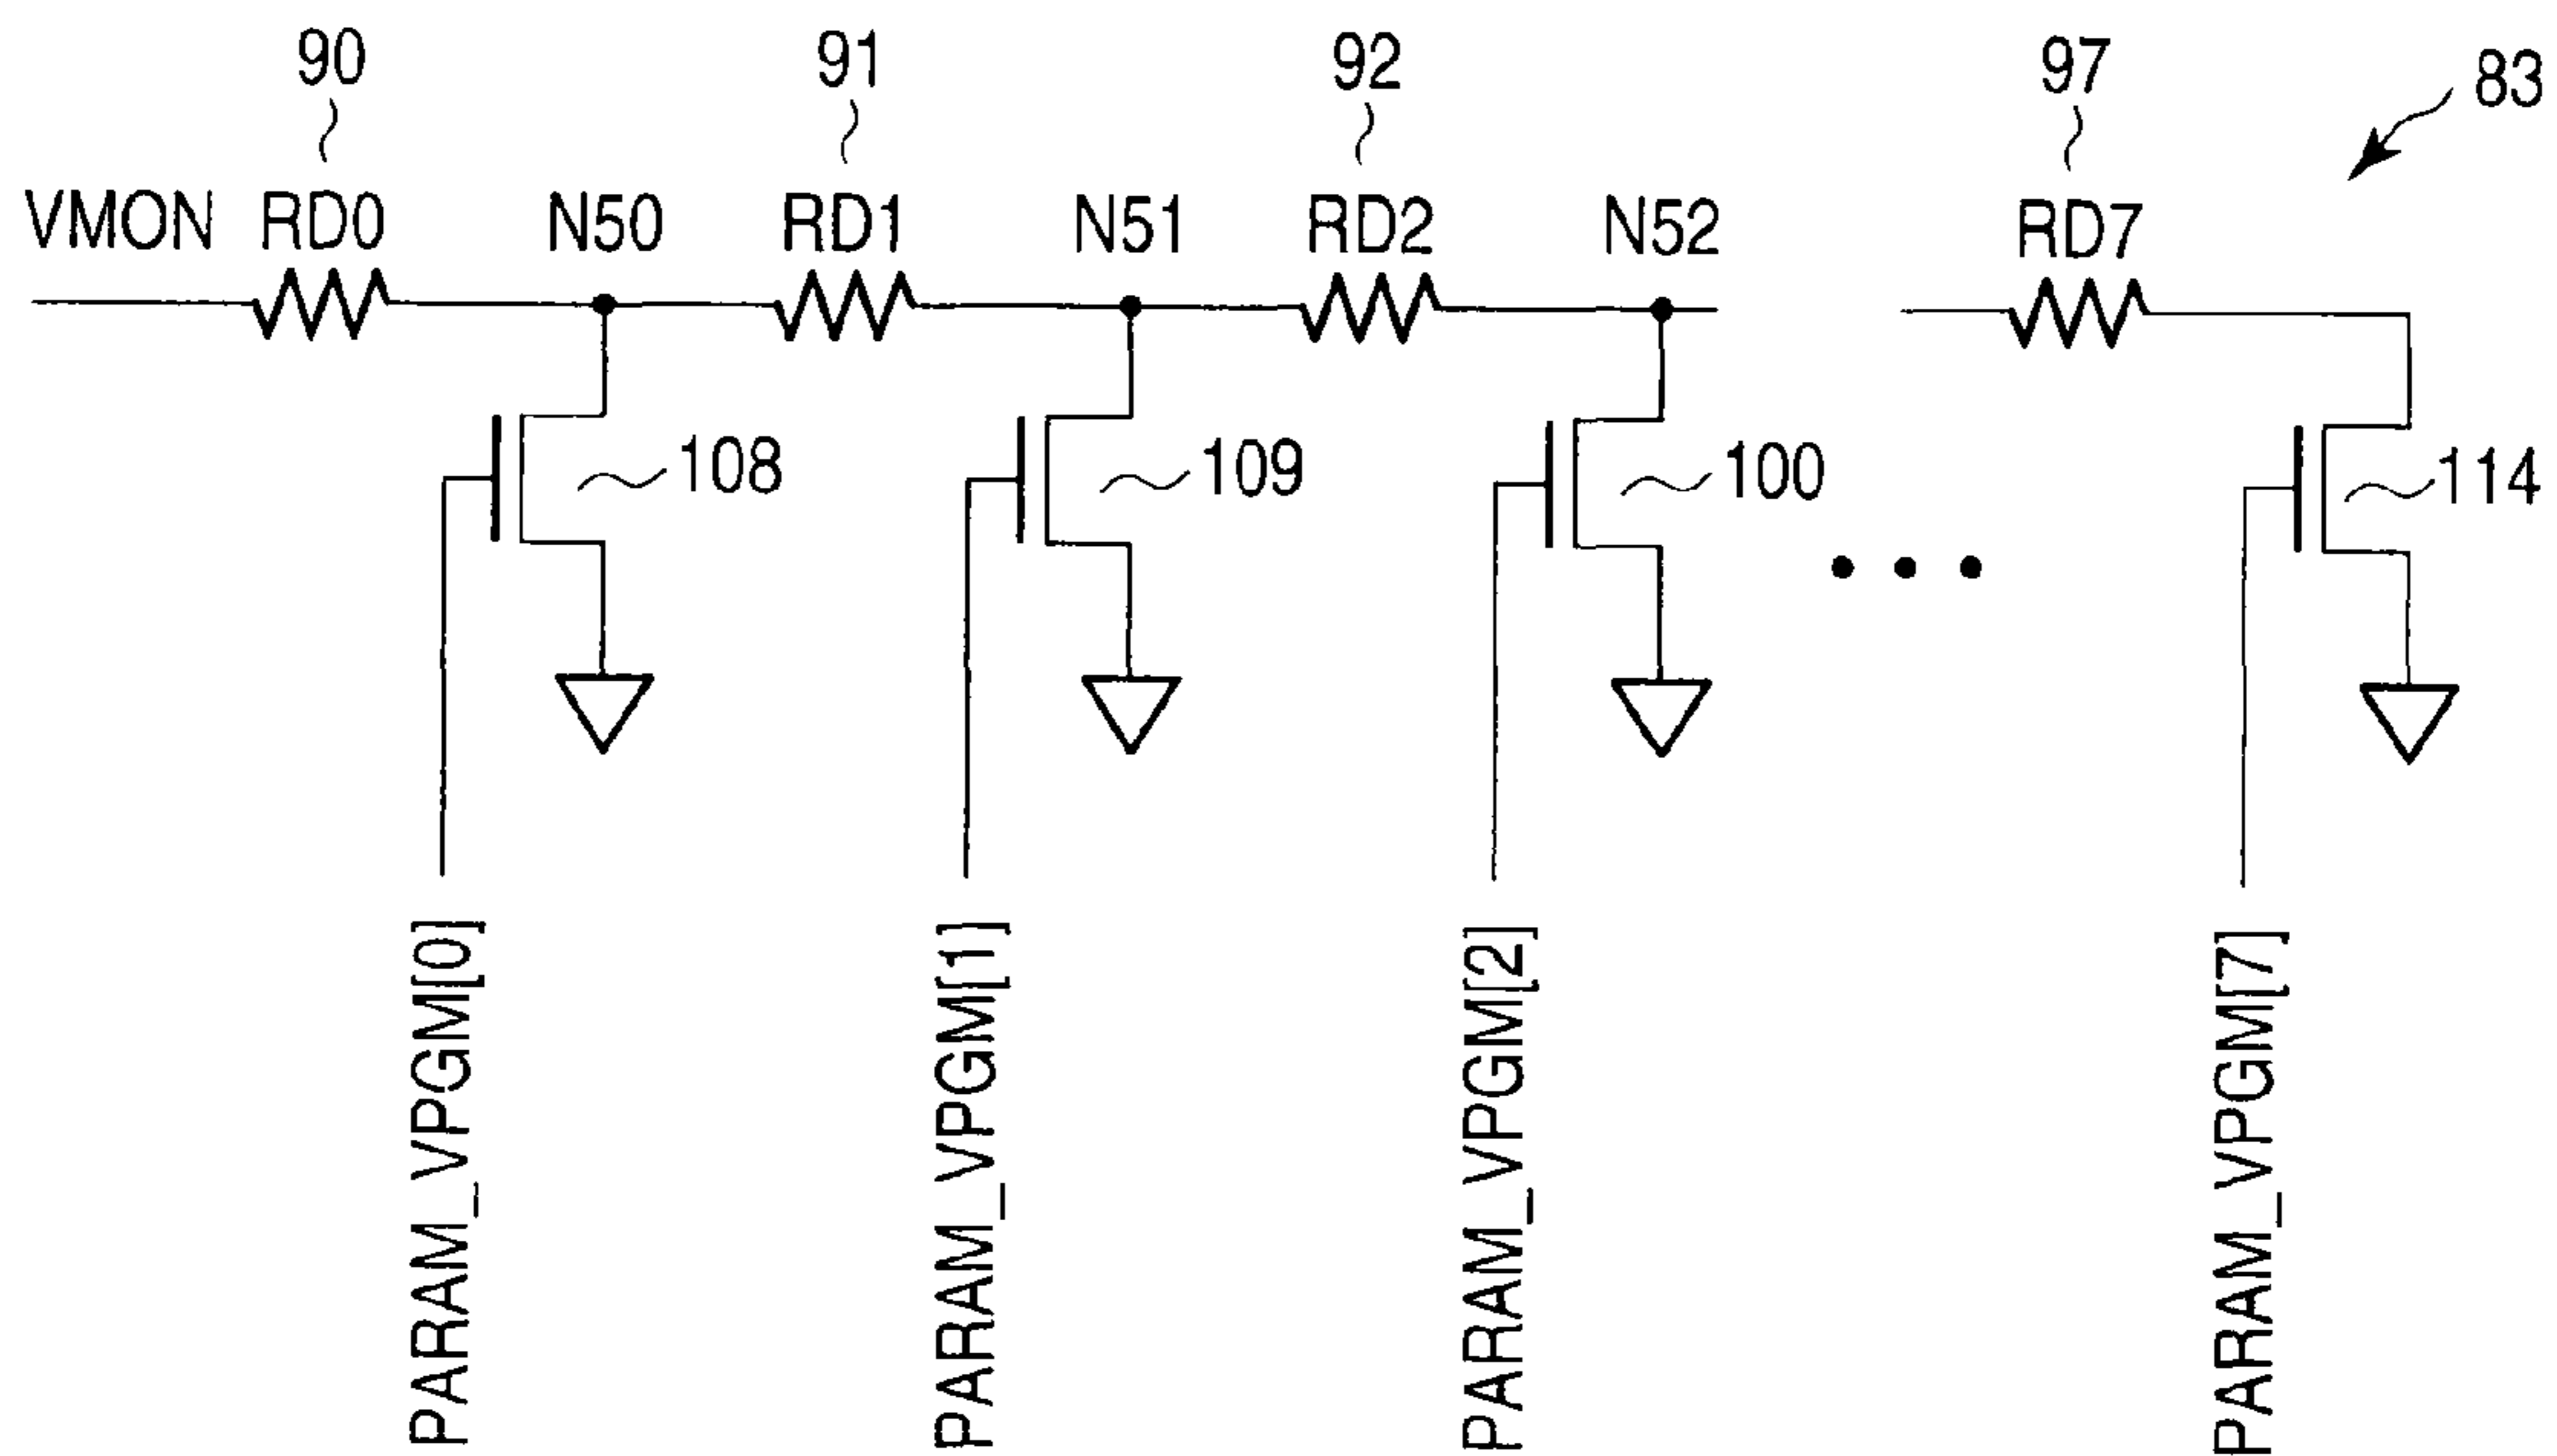 90 91 92 97 83
VMON RD0 N50 RD1 N51 RD2 N52 RD7
108 109 100 114
PARAM_VPGM[0]
PARAM_VPGM[1]
PARAM_VPGM[2]
PARAM_VPGM[7]